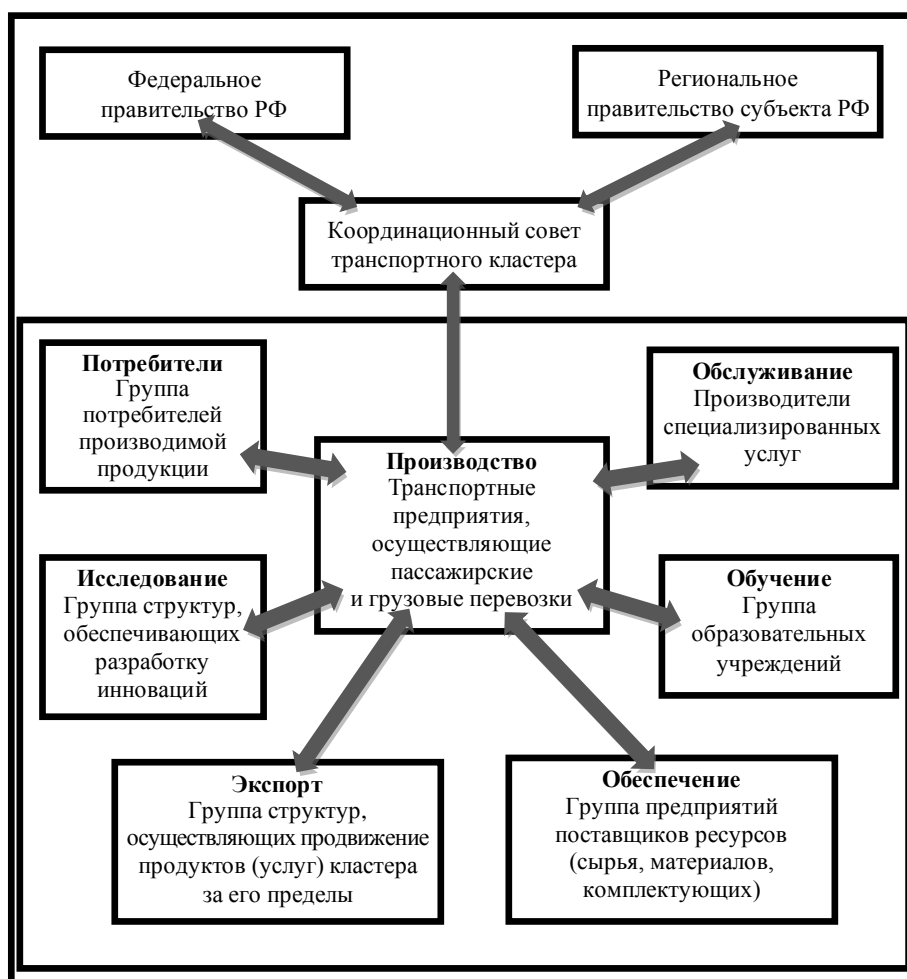 Федеральное
правительство РФ
Региональное
правительство субъекта РФ
Координационный совет
транспортного кластера
Потребители
Группа
потребителей
производимой
продукции
Обслуживание
Производители
специализированных
услуг
Производство
Транспортные
предприятия,
осуществляющие
пассажирские
и грузовые перевозки
Исследование
Группа структур,
обеспечивающих
разработку
инноваций
Обучение
Группа
образовательных
учреждений
Экспорт
Группа структур,
осуществляющих продвижение
продуктов (услуг) кластера
за его пределы
Обеспечение
Группа предприятий
поставщиков ресурсов
(сырья, материалов,
комплектующих)